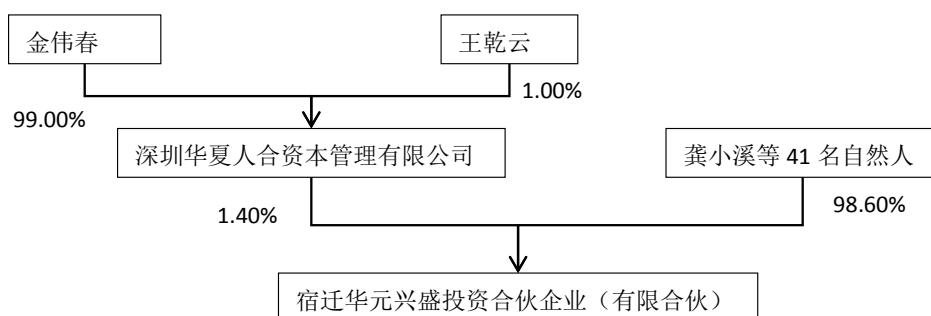 金伟春
王乾云
99.00%
1.00%
深圳华夏人合资本管理有限公司
龚小溪等 41 名自然人
1.40%
98.60%
宿迁华元兴盛投资合伙企业（有限合伙）